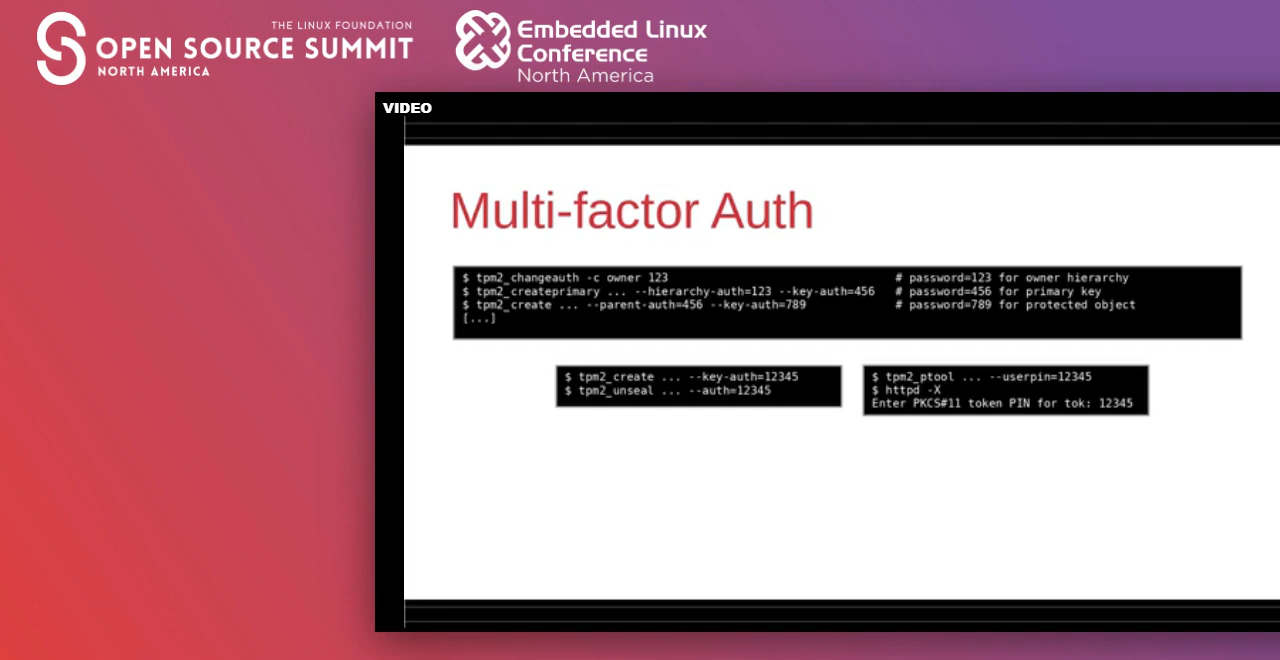 THE LINUX FOUNDATION
OPEN SOURCE SUMMIT
NORTH AMERICA
Embedded Linux
Conference
North America
VIDEO
Multi-factor Auth
$ tpm2_changeauth -c owner 123 # password=123 for owner hierarchy
$ tpm2_createprimary ... --hierarchy-auth=123 --key-auth=456 # password=456 for primary key
$ tpm2_create ... --parent-auth=456 --key-auth=789 # password=789 for protected object
[...]
$ tpm2_create ... --key-auth=12345
$ tpm2_unseal ... --auth=12345
$ tpm2_ptool ... --userpin=12345
$ httpd -X
Enter PKCS#11 token PIN for tok: 12345